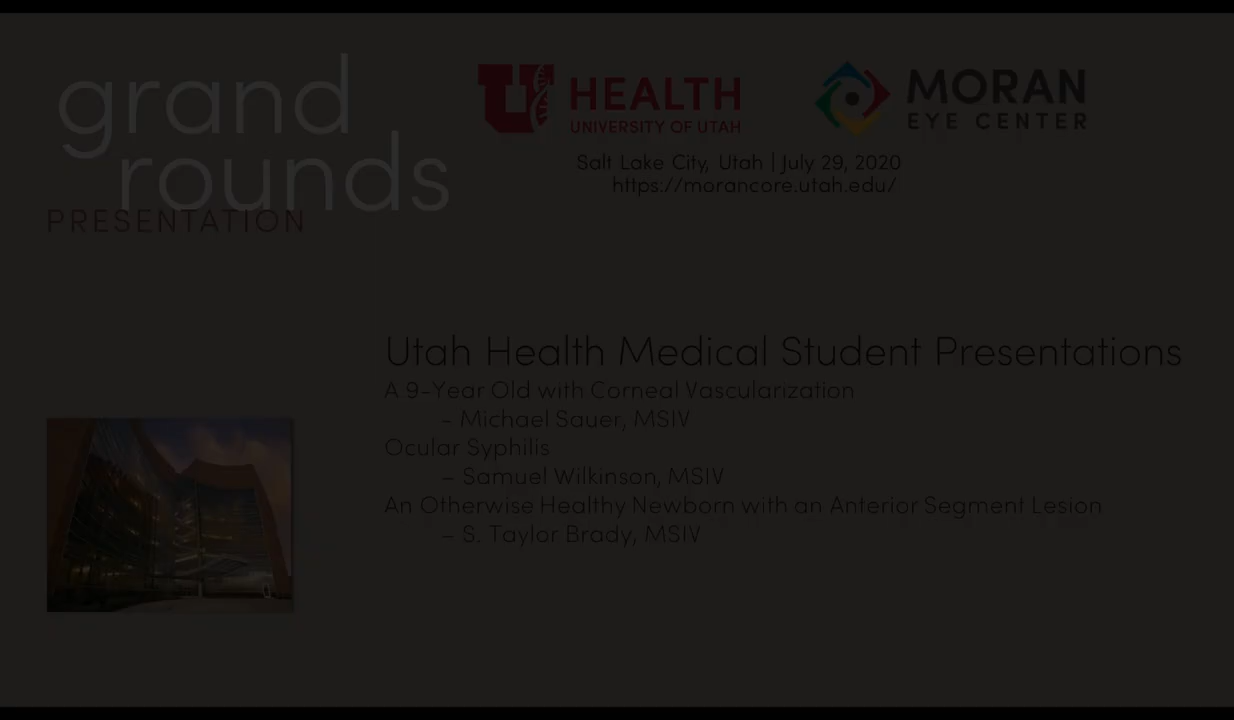 grand
rounds
PRESENTATION
U HEALTH
UNIVERSITY OF UTAH
MORAN
EYE CENTER
Salt Lake City, Utah | July 29, 2020
https://morancore.utah.edu/
Utah Health Medical Student Presentations
A 9-Year Old with Corneal Vascularization
- Michael Sauer, MSIV
Ocular Syphilis
– Samuel Wilkinson, MSIV
An Otherwise Healthy Newborn with an Anterior Segment Lesion
– S. Taylor Brady, MSIV